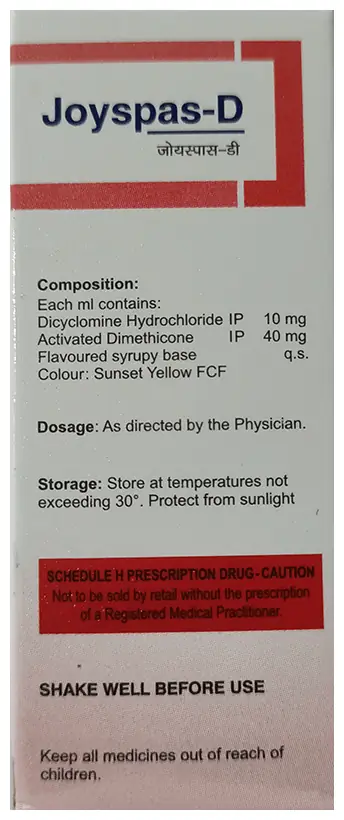 Joyspas-D
जोयस्पास-डी
Composition:
Each ml contains:
Dicyclomine Hydrochloride IP 10 mg
Activated Dimethicone IP 40 mg
Flavoured syrupy base q.s.
Colour: Sunset Yellow FCF
Dosage: As directed by the Physician.
Storage: Store at temperatures not
exceeding 30°. Protect from sunlight
SCHEDULE H PRESCRIPTION DRUG-CAUTION
Not to be sold by retail without the prescription
of a Registered Medical Practitioner.
SHAKE WELL BEFORE USE
Keep all medicines out of reach of
children.